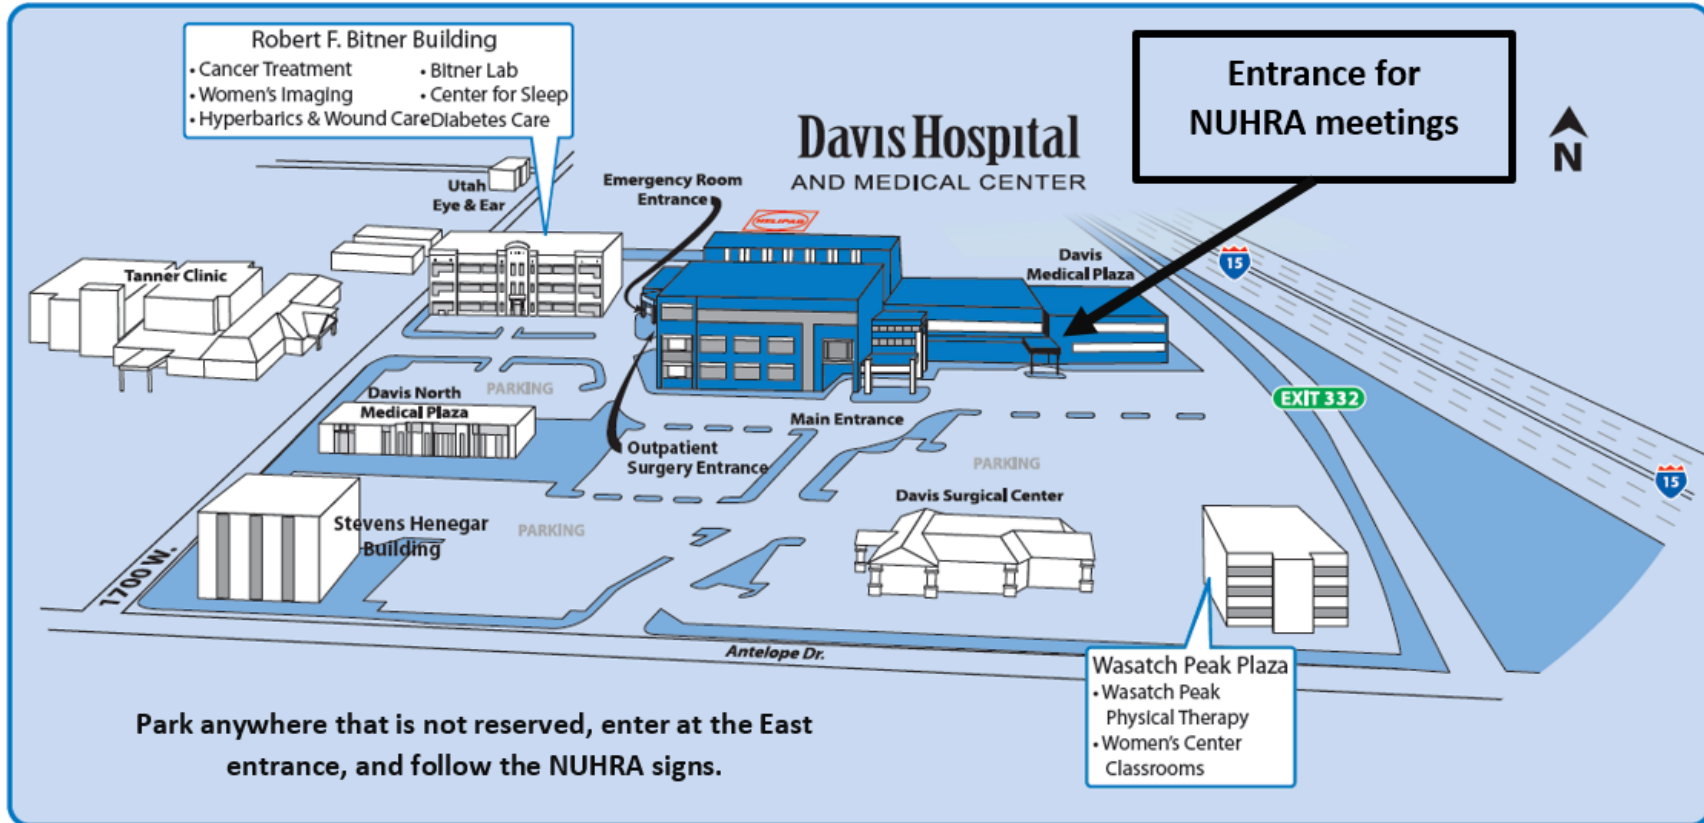 Robert F. Bitner Building
• Cancer Treatment
• Women's Imaging
• Hyperbarics & Wound Care
• Bitner Lab
• Center for Sleep
• Diabetes Care
Entrance for
NUHRA meetings
Davis Hospital
AND MEDICAL CENTER
N
Utah
Eye & Ear
Emergency Room
Entrance
HELIPAD
Tanner Clinic
Davis
Medical Plaza
15
Davis North
Medical Plaza
PARKING
EXIT 332
Main Entrance
Outpatient
Surgery Entrance
PARKING
15
Davis Surgical Center
Stevens Henegar
Building
PARKING
1700 W.
Antelope Dr.
Wasatch Peak Plaza
• Wasatch Peak
Physical Therapy
• Women's Center
Classrooms
Park anywhere that is not reserved, enter at the East
entrance, and follow the NUHRA signs.